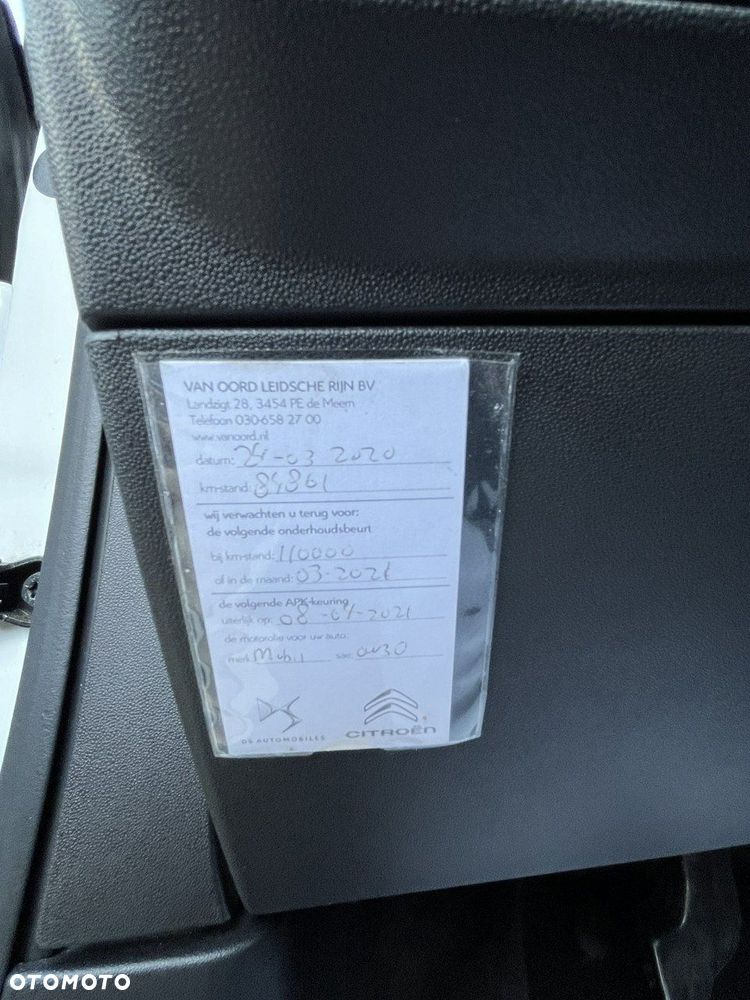 VAN OORD LEIDSCHE RIJN BV
Landzigt 28, 3454 PE de Meern
Telefoon 030-658 27 00
www.vanoord.nl
datum: 24-03 2020
km-stand: 84861
wij verwachten u terug voor:
de volgende onderhoudsbeurt
bij km-stand: 110000
of in de maand: 03-2021
de volgende APK-keuring
uiterlijk op: 08-04-2021
de motorolie voor uw auto:
merk Mobil sae: 0W30
DS AUTOMOBILES
CITROËN
OTOMOTO